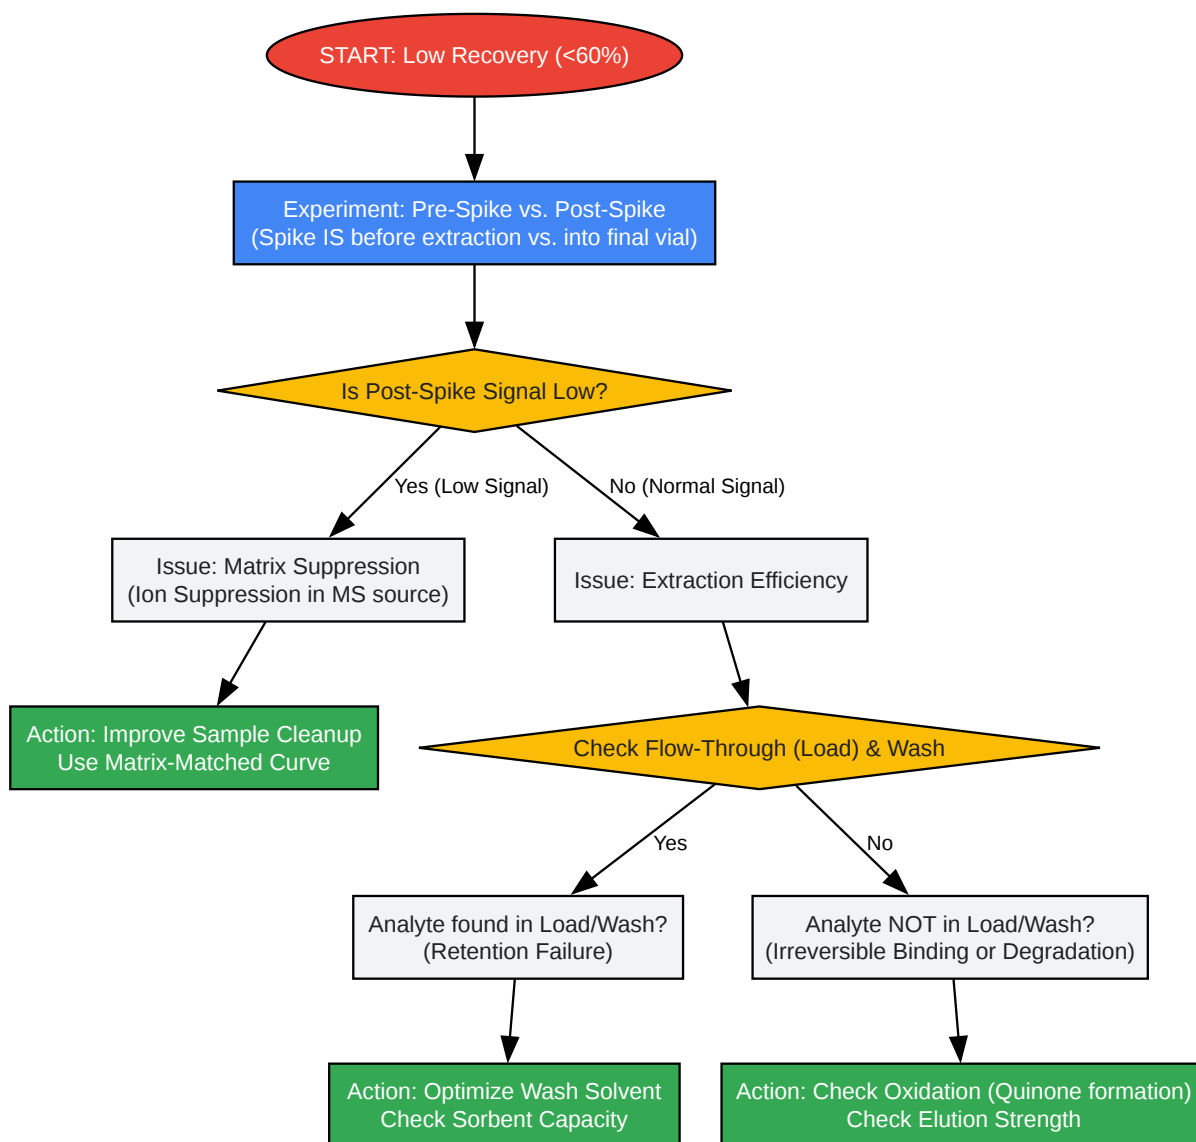 START: Low Recovery (<60%)
Experiment: Pre-Spike vs. Post-Spike
(Spike IS before extraction vs. into final vial)
Is Post-Spike Signal Low?
Yes (Low Signal)
No (Normal Signal)
Issue: Matrix Suppression
(Ion Suppression in MS source)
Issue: Extraction Efficiency
Action: Improve Sample Cleanup
Use Matrix-Matched Curve
Check Flow-Through (Load) & Wash
Yes
No
Analyte found in Load/Wash?
(Retention Failure)
Analyte NOT in Load/Wash?
(Irreversible Binding or Degradation)
Action: Optimize Wash Solvent
Check Sorbent Capacity
Action: Check Oxidation (Quinone formation)
Check Elution Strength